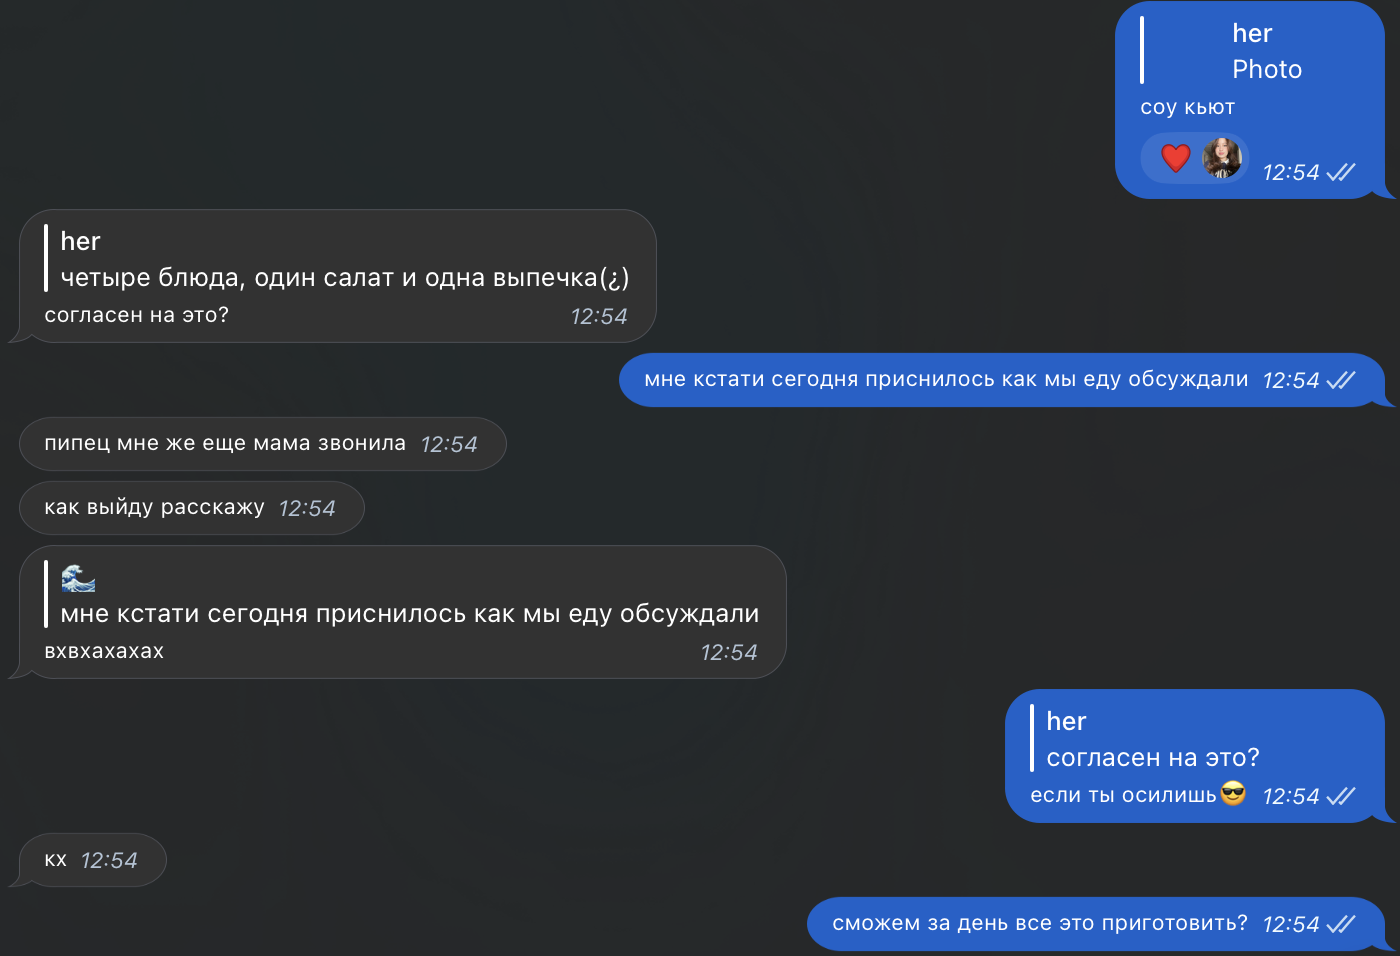 her
Photo
соу кьют
❤️ 12:54
her
четыре блюда, один салат и одна выпечка(¿)
согласен на это? 12:54
мне кстати сегодня приснилось как мы еду обсуждали 12:54
пипец мне же еще мама звонила 12:54
как выйду расскажу 12:54
🌊
мне кстати сегодня приснилось как мы еду обсуждали
вхвхахахах 12:54
her
согласен на это?
если ты осилишь😎 12:54
кх 12:54
сможем за день все это приготовить? 12:54